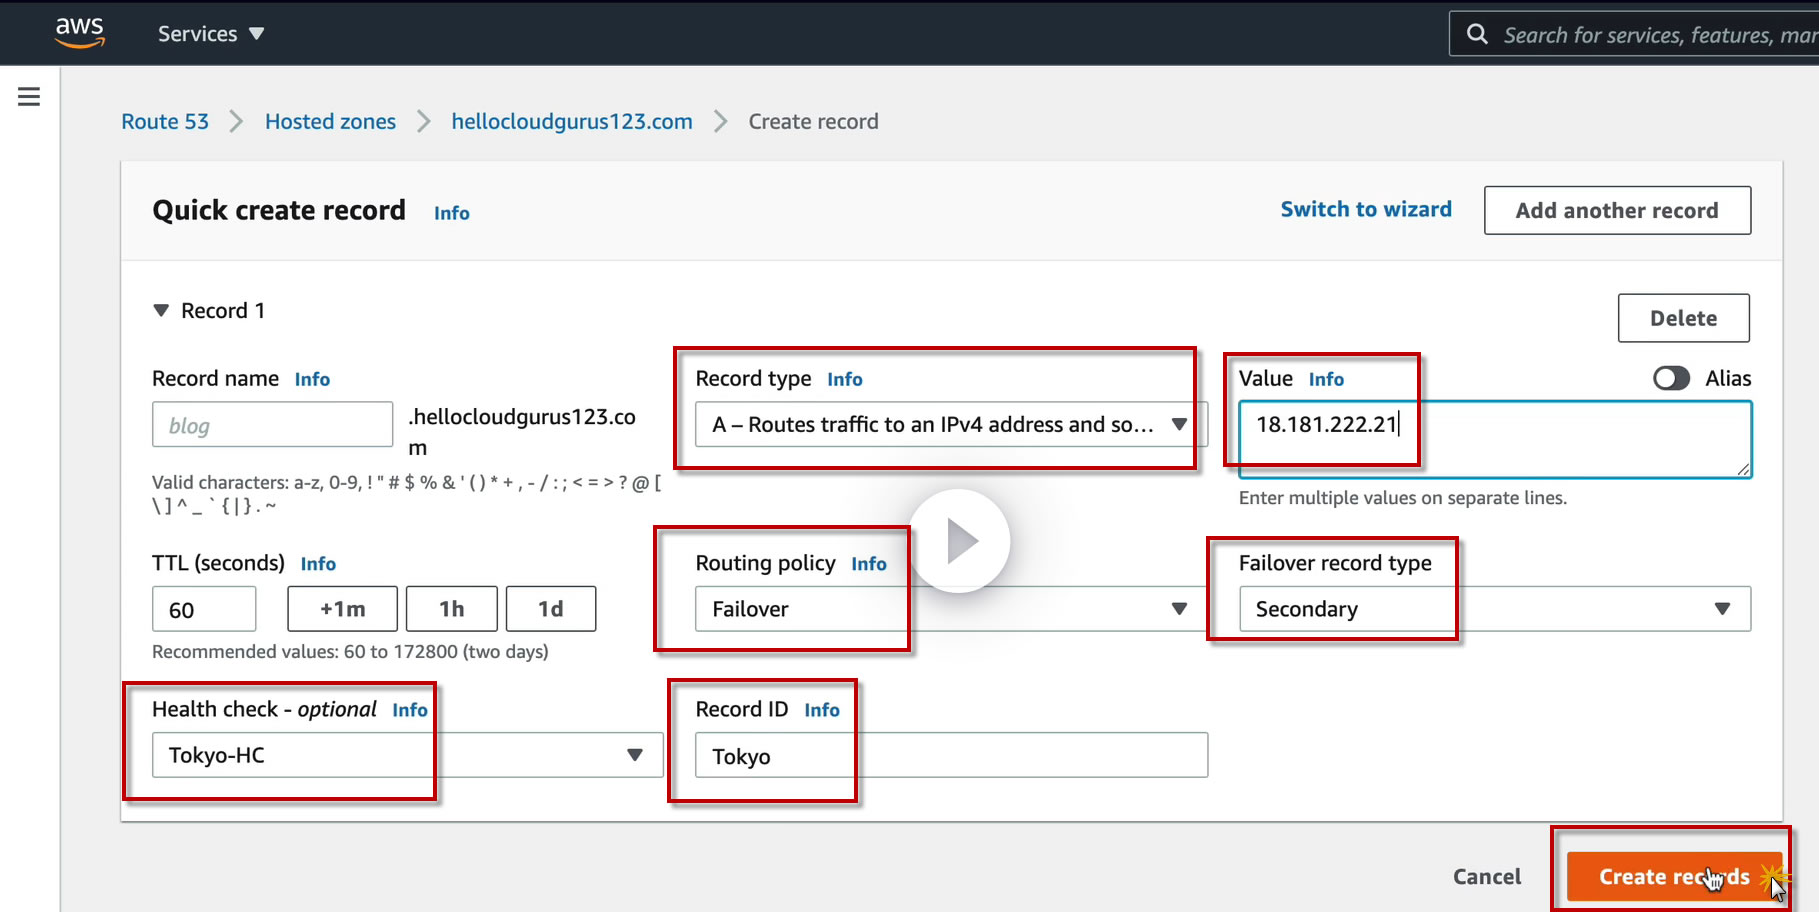 aws
Services
Search for services, features, mar
Route 53
Hosted zones
hellocloudgurus123.com
Create record
Quick create record
Info
Switch to wizard
Add another record
Record 1
Delete
Record name Info
Record type Info
Value Info
Alias
blog
.hellocloudgurus123.co
m
A – Routes traffic to an IPv4 address and so...
18.181.222.21
Valid characters: a-z, 0-9, ! " # $ % & ' ( ) * + , - / : ; < = > ? @ [
\ ] ^ _ ` { | } . ~
Enter multiple values on separate lines.
TTL (seconds) Info
Routing policy Info
Failover record type
60
+1m
1h
1d
Failover
Secondary
Recommended values: 60 to 172800 (two days)
Health check - optional Info
Record ID Info
Tokyo-HC
Tokyo
Cancel
Create records